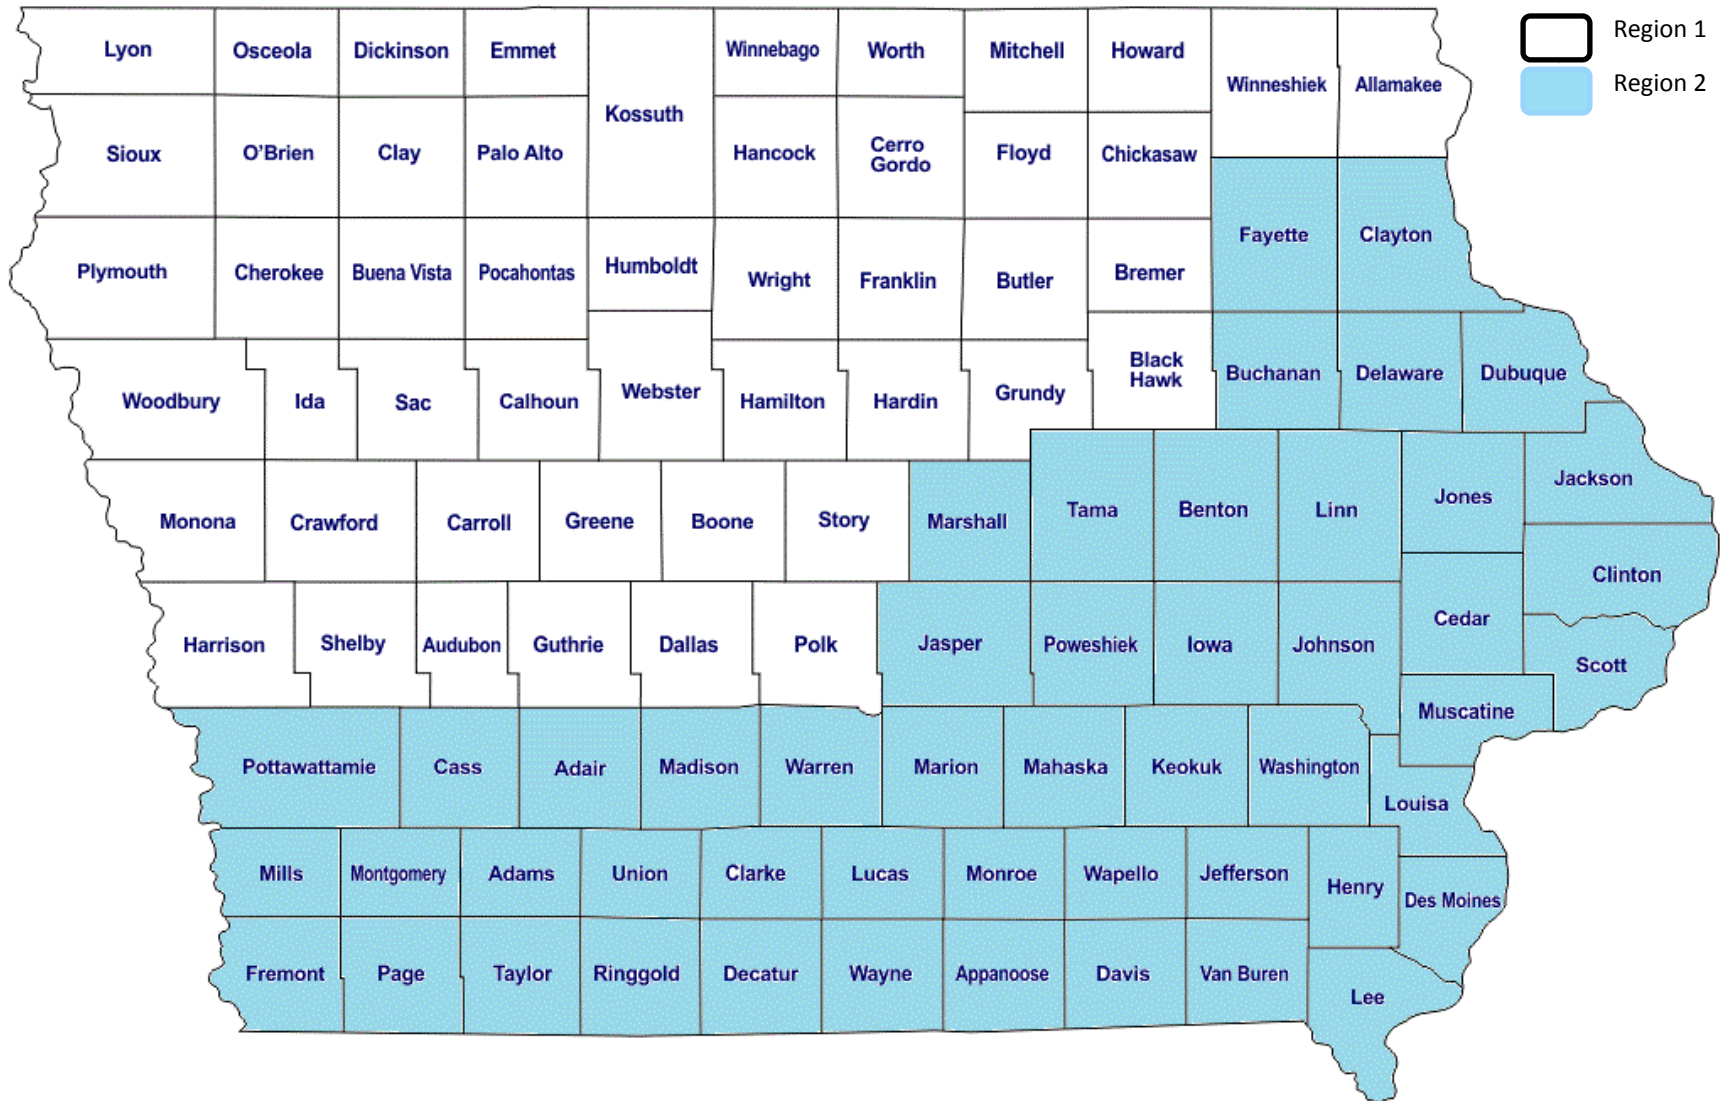 Region 1
Region 2
Lyon
Osceola
Dickinson
Emmet
Kossuth
Winnebago
Worth
Mitchell
Howard
Winneshiek
Allamakee
Sioux
O'Brien
Clay
Palo Alto
Hancock
Cerro
Gordo
Floyd
Chickasaw
Fayette
Clayton
Plymouth
Cherokee
Buena Vista
Pocahontas
Humboldt
Wright
Franklin
Butler
Bremer
Woodbury
Ida
Sac
Calhoun
Webster
Hamilton
Hardin
Grundy
Black
Hawk
Buchanan
Delaware
Dubuque
Monona
Crawford
Carroll
Greene
Boone
Story
Marshall
Tama
Benton
Linn
Jones
Jackson
Clinton
Harrison
Shelby
Audubon
Guthrie
Dallas
Polk
Jasper
Poweshiek
Iowa
Johnson
Cedar
Scott
Muscatine
Pottawattamie
Cass
Adair
Madison
Warren
Marion
Mahaska
Keokuk
Washington
Louisa
Mills
Montgomery
Adams
Union
Clarke
Lucas
Monroe
Wapello
Jefferson
Henry
Des Moines
Fremont
Page
Taylor
Ringgold
Decatur
Wayne
Appanoose
Davis
Van Buren
Lee